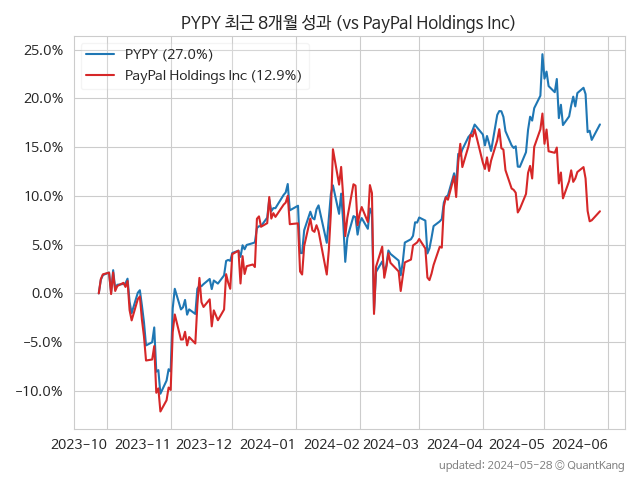 PYPY 최근 8개월 성과 (vs PayPal Holdings Inc)
25.0%
20.0%
15.0%
10.0%
5.0%
0.0%
−5.0%
−10.0%
PYPY (27.0%)
PayPal Holdings Inc (12.9%)
2023-10 2023-11 2023-12 2024-01 2024-02 2024-03 2024-04 2024-05 2024-06
updated: 2024-05-28 © QuantKang